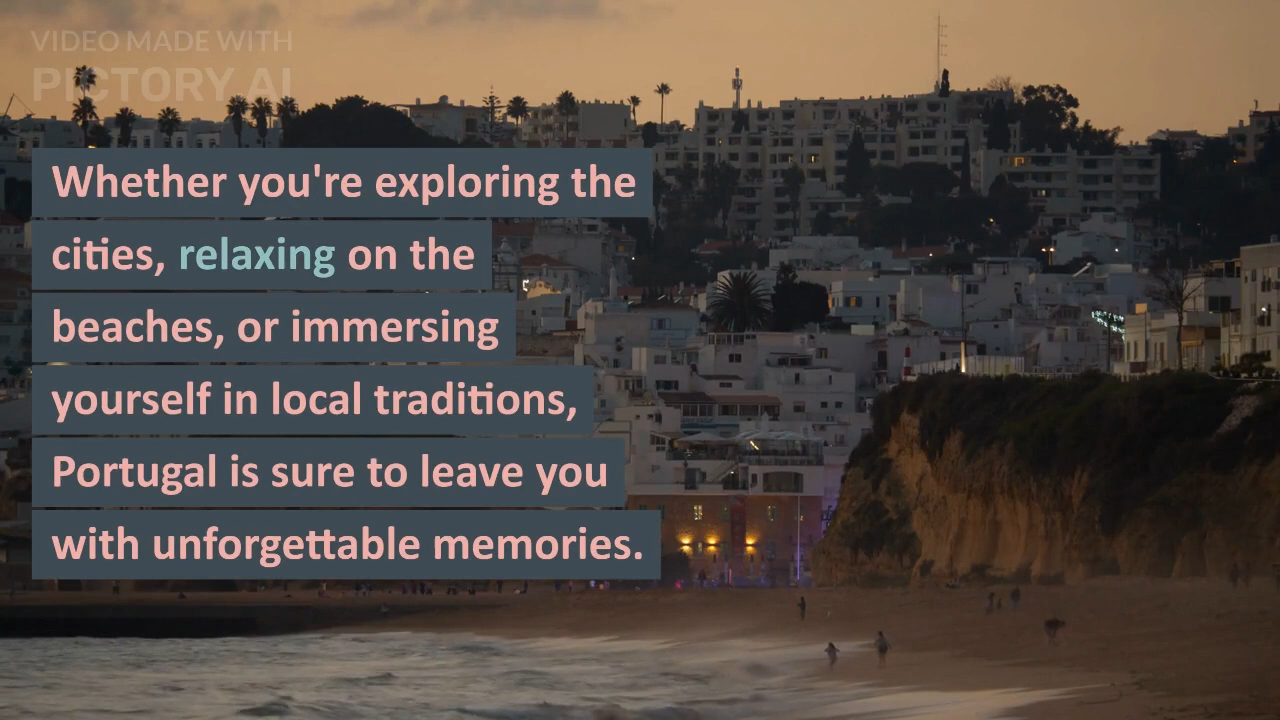 VIDEO MADE WITH
PICTORY AI
Whether you're exploring the
cities, relaxing on the
beaches, or immersing
yourself in local traditions,
Portugal is sure to leave you
with unforgettable memories.